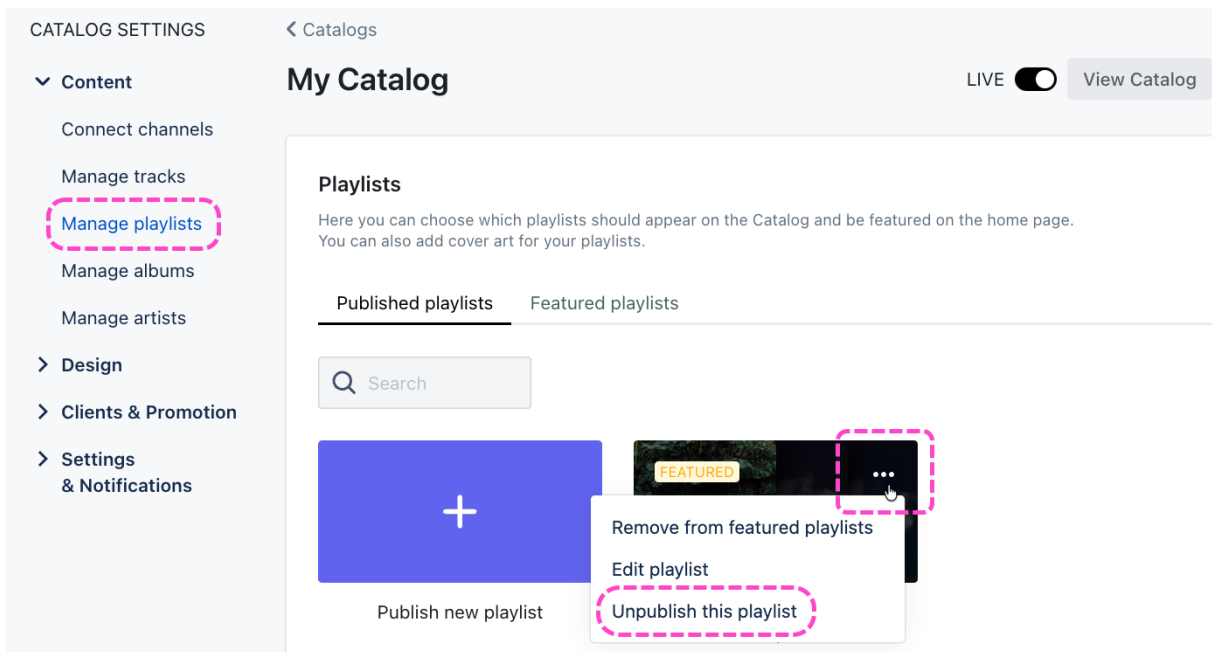 CATALOG SETTINGS
Content
Connect channels
Manage tracks
Manage playlists
Manage albums
Manage artists
Design
Clients & Promotion
Settings
& Notifications
Catalogs
My Catalog
LIVE
View Catalog
Playlists
Here you can choose which playlists should appear on the Catalog and be featured on the home page.
You can also add cover art for your playlists.
Published playlists
Featured playlists
Search
Publish new playlist
FEATURED
Remove from featured playlists
Edit playlist
Unpublish this playlist